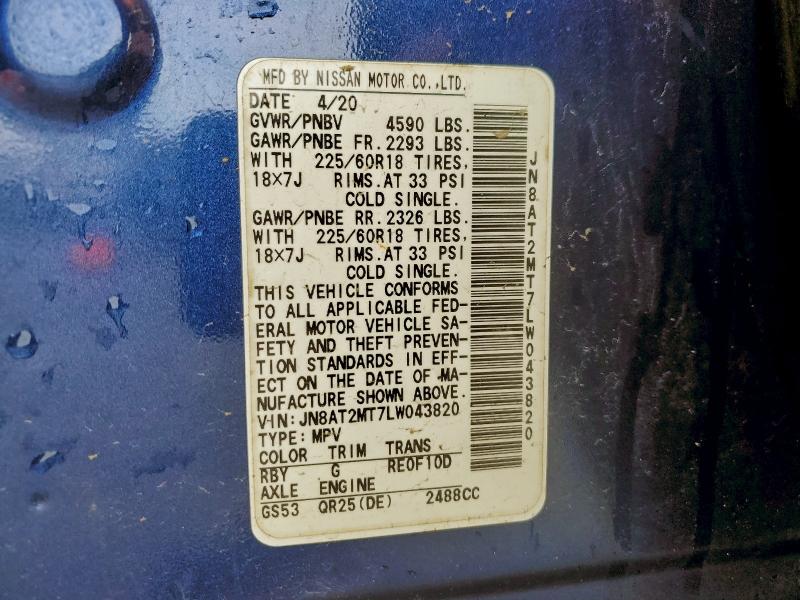 MFD BY NISSAN MOTOR CO.,LTD.
DATE 4/20
GVWR/PNBV 4590 LBS.
GAWR/PNBE FR. 2293 LBS.
WITH 225/60R18 TIRES,
18×7J RIMS.AT 33 PSI
COLD SINGLE.
GAWR/PNBE RR. 2326 LBS.
WITH 225/60R18 TIRES,
18×7J RIMS.AT 33 PSI
COLD SINGLE.
THIS VEHICLE CONFORMS
TO ALL APPLICABLE FED-
ERAL MOTOR VEHICLE SA-
FETY AND THEFT PREVEN-
TION STANDARDS IN EFF-
ECT ON THE DATE OF MA-
NUFACTURE SHOWN ABOVE.
VIN:JN8AT2MT7LW043820
TYPE:MPV
COLOR TRIM TRANS
RBY G RE0F10D
AXLE ENGINE
GS53 QR25(DE) 2488CC
JN8AT2MT7LW043820